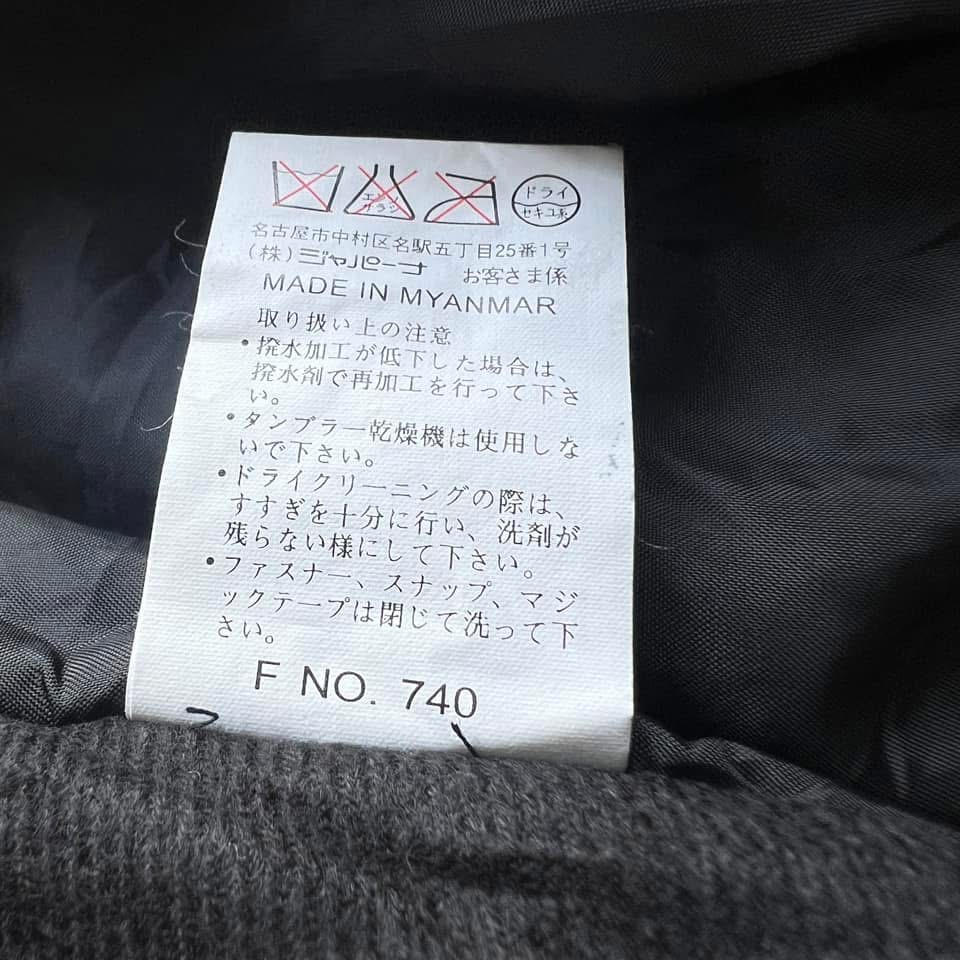 エンソ
サラシ
ドライ
セキユ系
名古屋市中村区名駅五丁目25番1号
(株)ジャパーナ お客さま係
MADE IN MYANMAR
取り扱い上の注意
•撥水加工が低下した場合は、
撥水剤で再加工を行って下さ
い。
•タンブラー乾燥機は使用しな
いで下さい。
•ドライクリーニングの際は、
すすぎを十分に行い、洗剤が
残らない様にして下さい。
•ファスナー、スナップ、マジ
ックテープは閉じて洗って下
さい。
F NO. 740